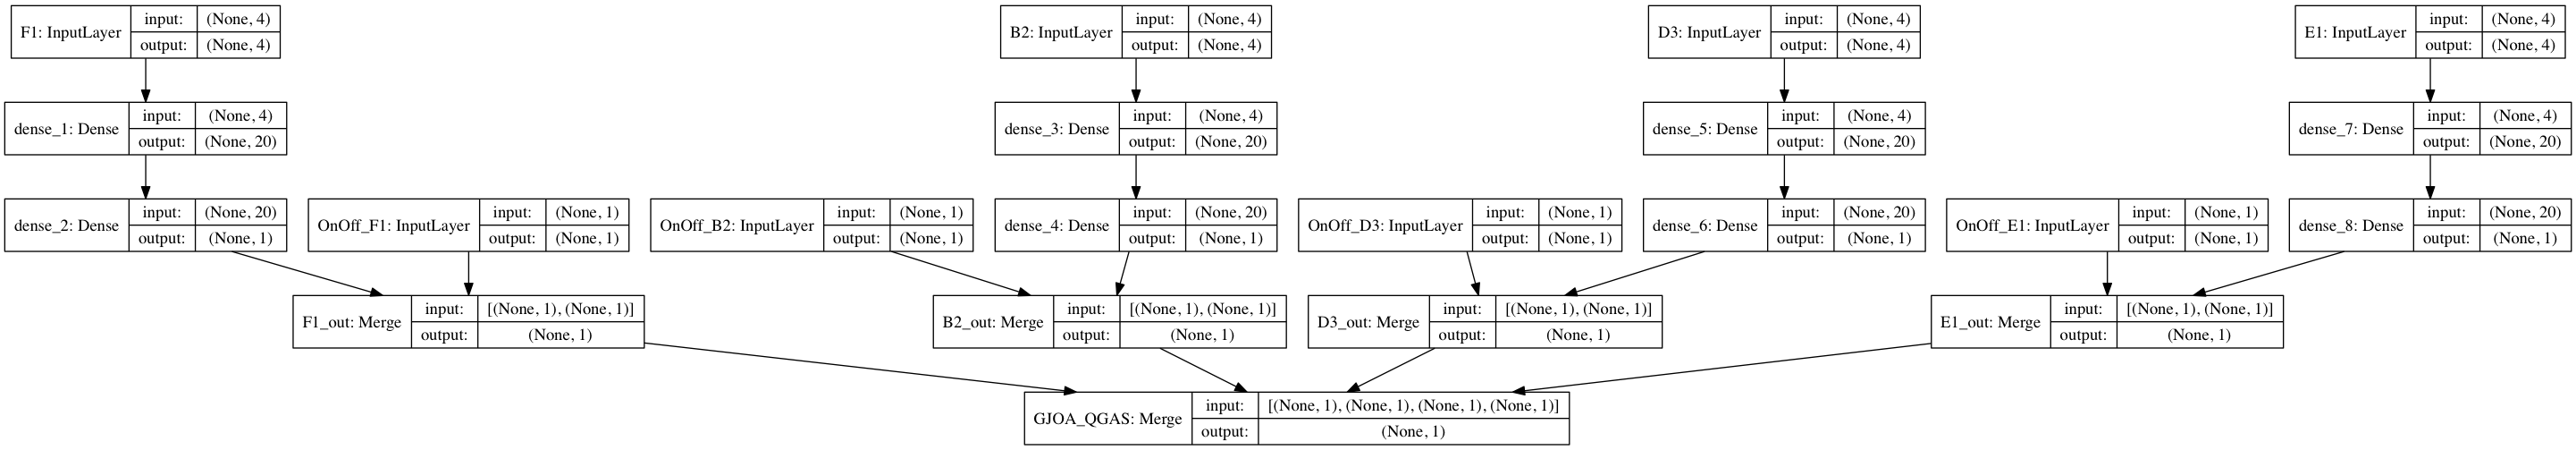 F1: InputLayer input: (None, 4)
output: (None, 4)
B2: InputLayer input: (None, 4)
output: (None, 4)
D3: InputLayer input: (None, 4)
output: (None, 4)
E1: InputLayer input: (None, 4)
output: (None, 4)
dense_1: Dense input: (None, 4)
output: (None, 20)
dense_3: Dense input: (None, 4)
output: (None, 20)
dense_5: Dense input: (None, 4)
output: (None, 20)
dense_7: Dense input: (None, 4)
output: (None, 20)
dense_2: Dense input: (None, 20)
output: (None, 1)
OnOff_F1: InputLayer input: (None, 1)
output: (None, 1)
OnOff_B2: InputLayer input: (None, 1)
output: (None, 1)
dense_4: Dense input: (None, 20)
output: (None, 1)
OnOff_D3: InputLayer input: (None, 1)
output: (None, 1)
dense_6: Dense input: (None, 20)
output: (None, 1)
OnOff_E1: InputLayer input: (None, 1)
output: (None, 1)
dense_8: Dense input: (None, 20)
output: (None, 1)
F1_out: Merge input: [(None, 1), (None, 1)]
output: (None, 1)
B2_out: Merge input: [(None, 1), (None, 1)]
output: (None, 1)
D3_out: Merge input: [(None, 1), (None, 1)]
output: (None, 1)
E1_out: Merge input: [(None, 1), (None, 1)]
output: (None, 1)
GJOA_QGAS: Merge input: [(None, 1), (None, 1), (None, 1), (None, 1)]
output: (None, 1)